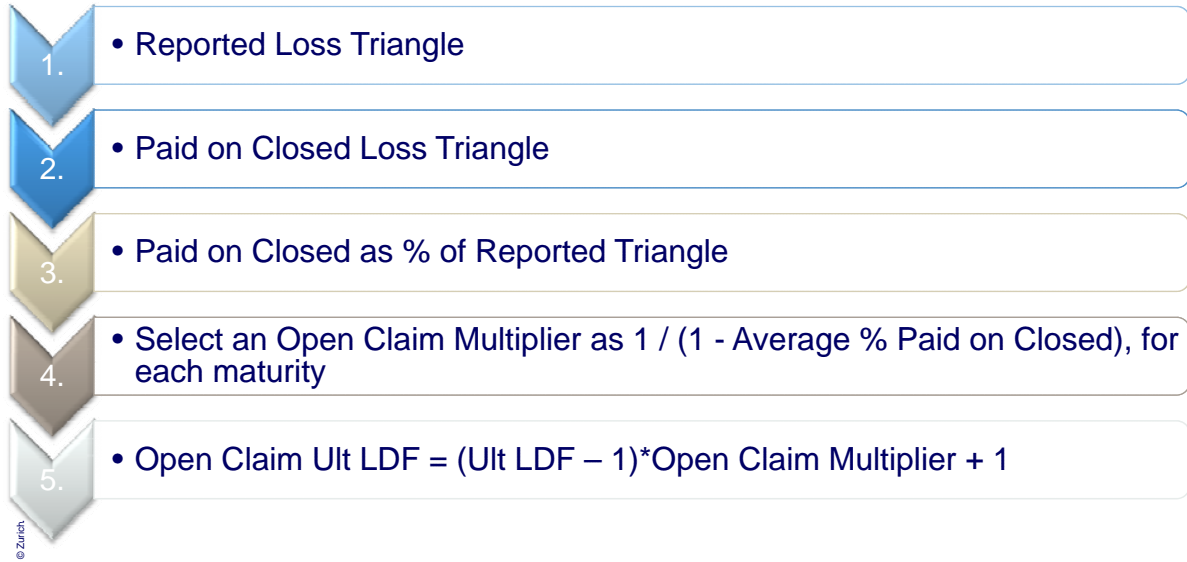 1.
• Reported Loss Triangle
2.
• Paid on Closed Loss Triangle
3.
• Paid on Closed as % of Reported Triangle
4.
• Select an Open Claim Multiplier as 1 / (1 - Average % Paid on Closed), for
each maturity
5.
• Open Claim Ult LDF = (Ult LDF – 1)*Open Claim Multiplier + 1
© Zurich